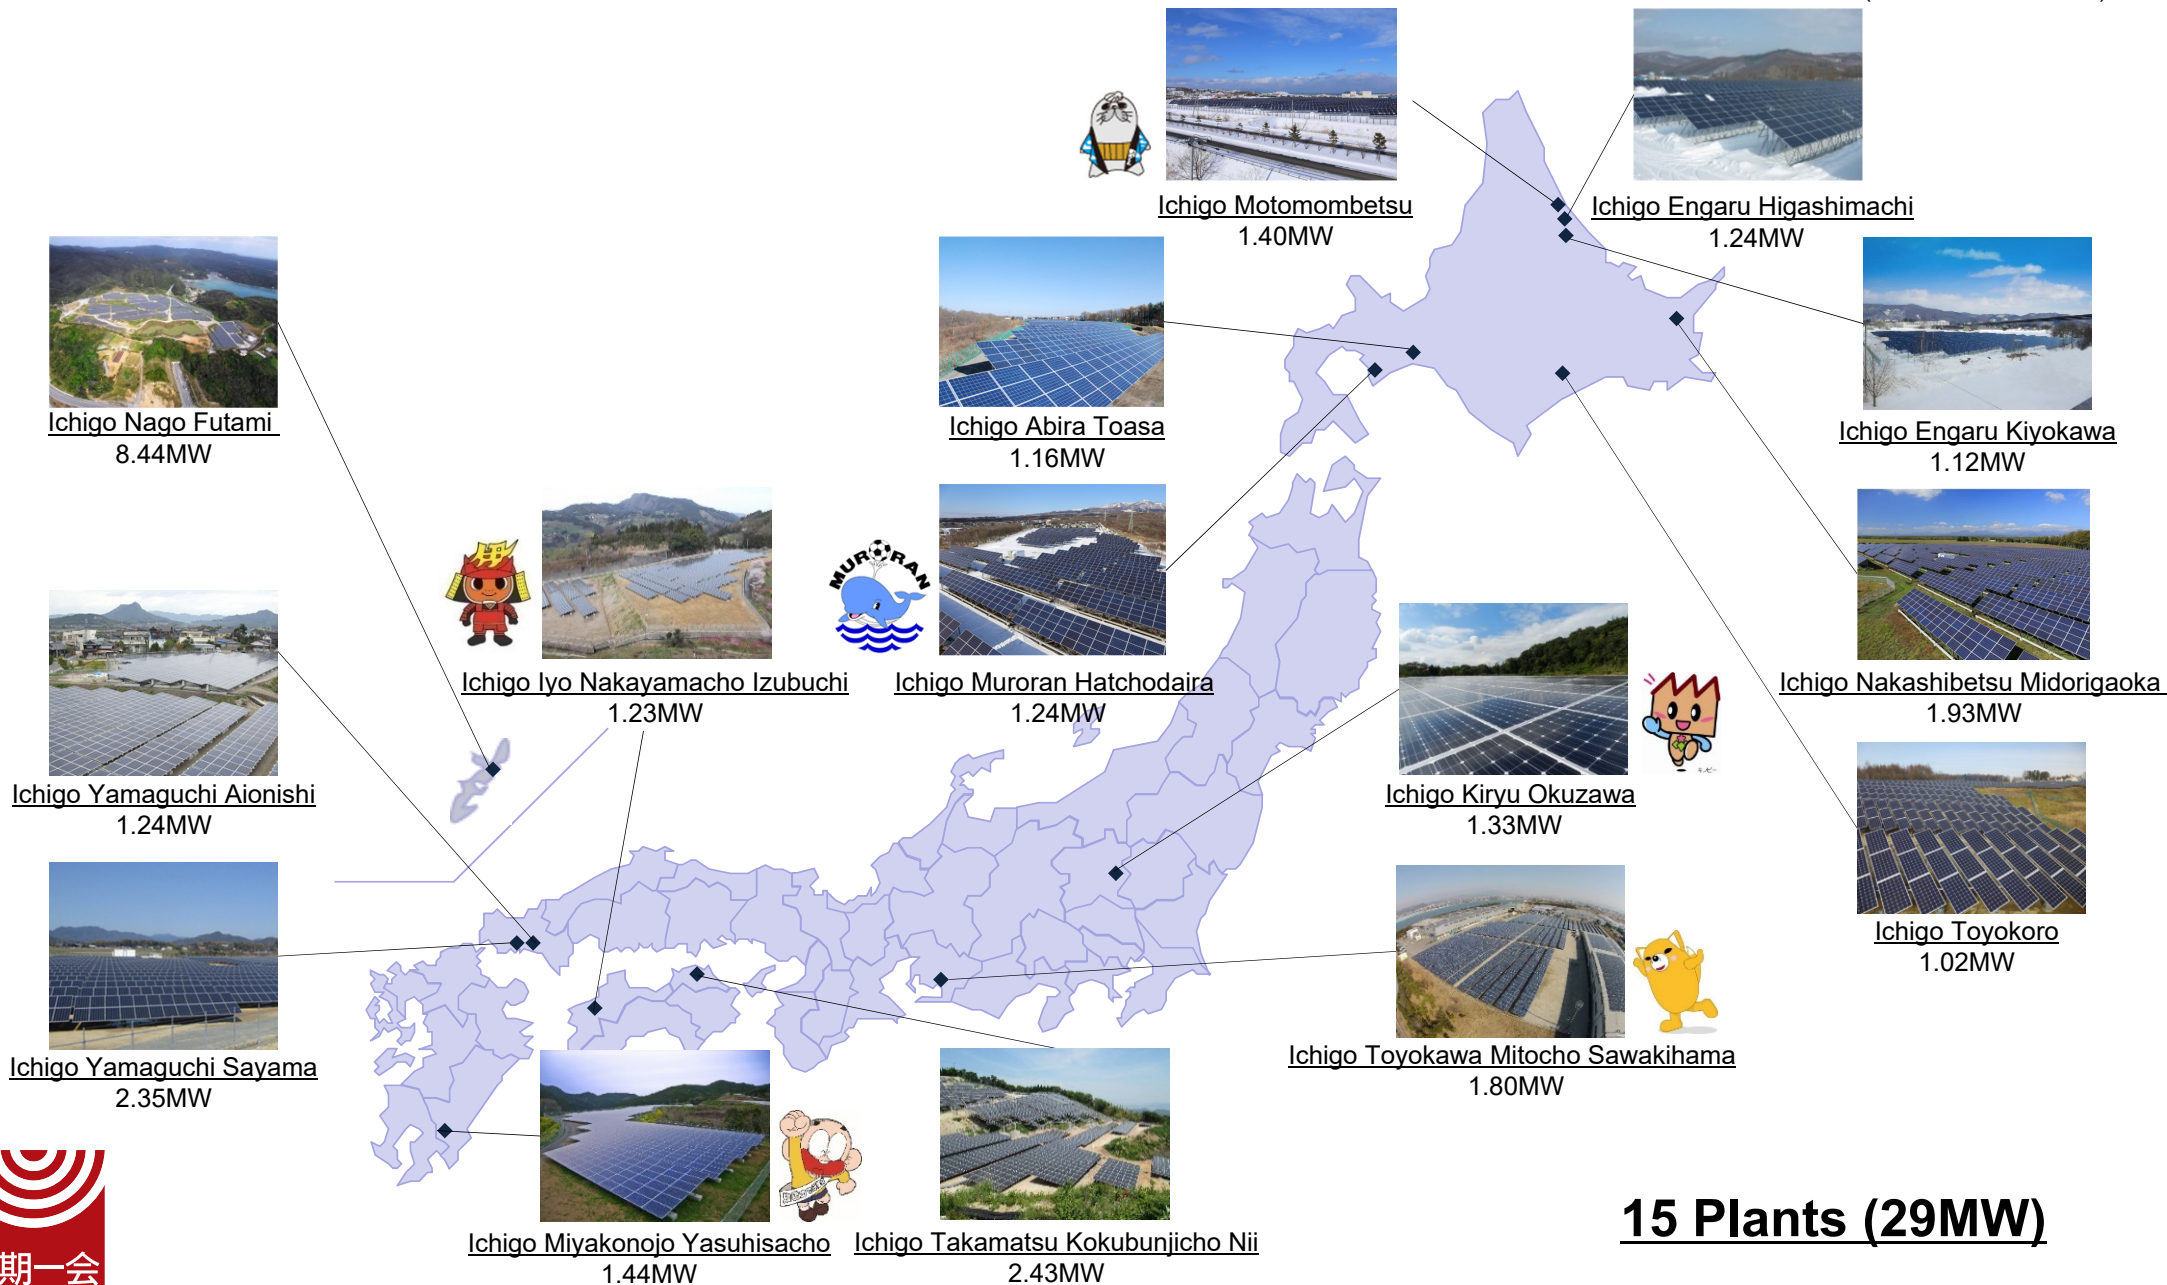 Ichigo Motomombetsu
1.40MW
Ichigo Engaru Higashimachi
1.24MW
Ichigo Nago Futami
8.44MW
Ichigo Abira Toasa
1.16MW
Ichigo Engaru Kiyokawa
1.12MW
MURORAN
Ichigo Iyo Nakayamacho Izubuchi
1.23MW
Ichigo Muroran Hatchodaira
1.24MW
Ichigo Nakashibetsu Midorigaoka
1.93MW
Ichigo Yamaguchi Aionishi
1.24MW
Ichigo Kiryu Okuzawa
1.33MW
Ichigo Toyokoro
1.02MW
Ichigo Yamaguchi Sayama
2.35MW
Ichigo Toyokawa Mitocho Sawakihama
1.80MW
15 Plants (29MW)
Ichigo Miyakonojo Yasuhisacho
1.44MW
Ichigo Takamatsu Kokubunjicho Nii
2.43MW
期一会